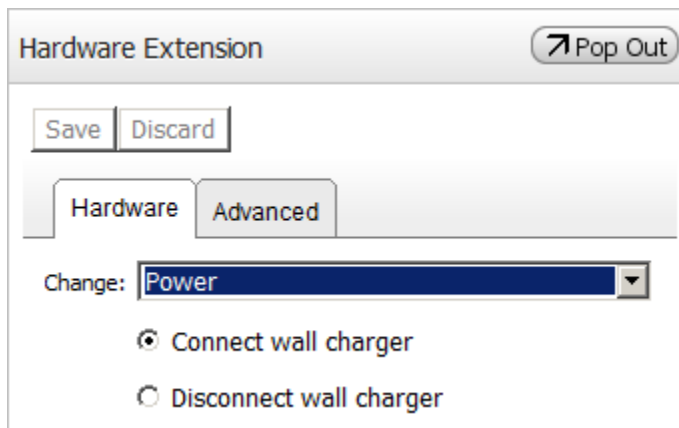 Hardware Extension Pop Out
Save Discard
Hardware Advanced
Change: Power
Connect wall charger
Disconnect wall charger